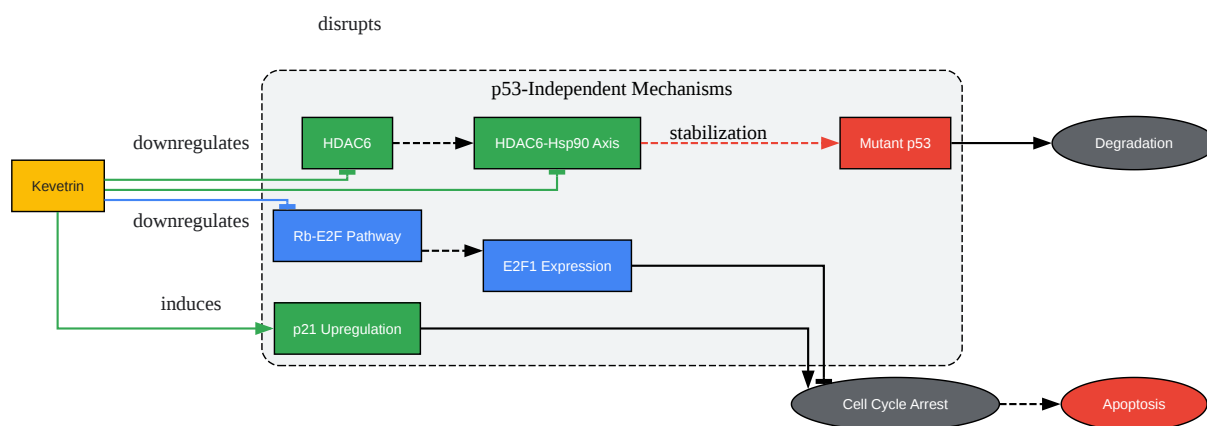 disrupts
p53-Independent Mechanisms
downregulates
HDAC6
HDAC6-Hsp90 Axis
stabilization
Mutant p53
Degradation
Kevetrin
downregulates
Rb-E2F Pathway
E2F1 Expression
induces
p21 Upregulation
Cell Cycle Arrest
Apoptosis